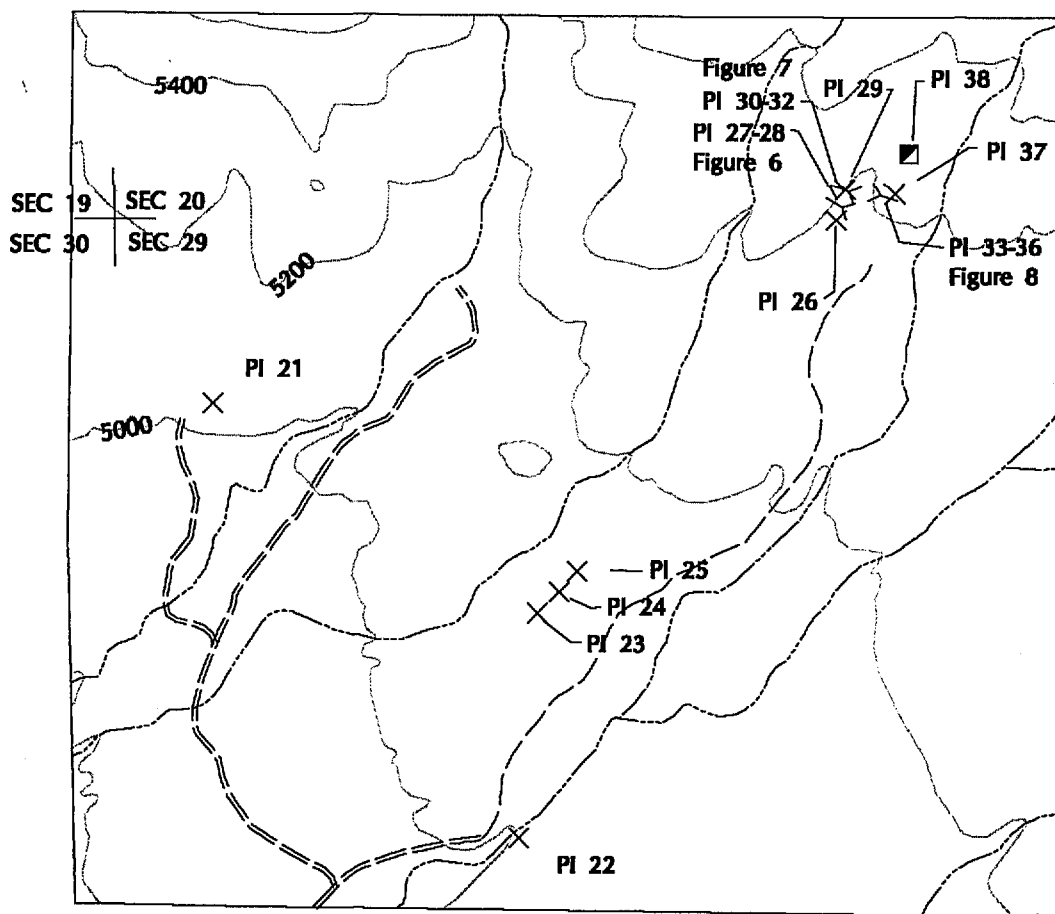 5400
Figure 7
PI 30-32
PI 29
PI 38
PI 27-28
Figure 6
PI 37
SEC 19
SEC 20
SEC 30
SEC 29
PI 33-36
Figure 8
5200
PI 26
PI 21
5000
PI 25
PI 24
PI 23
PI 22